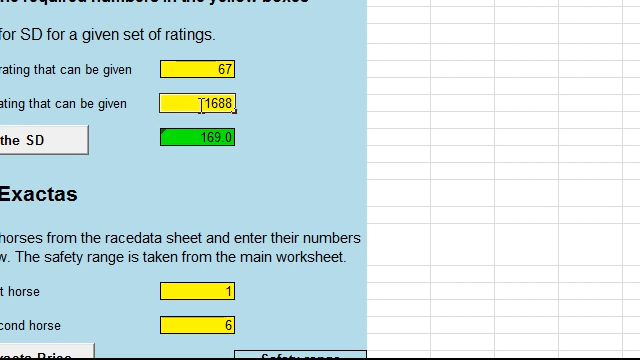 required numbers in the yellow boxes
for SD for a given set of ratings.
rating that can be given 67
ating that can be given 1688
the SD 169.0
Exactas
horses from the racedata sheet and enter their numbers
w. The safety range is taken from the main worksheet.
t horse 1
cond horse 6
Price
Safety range